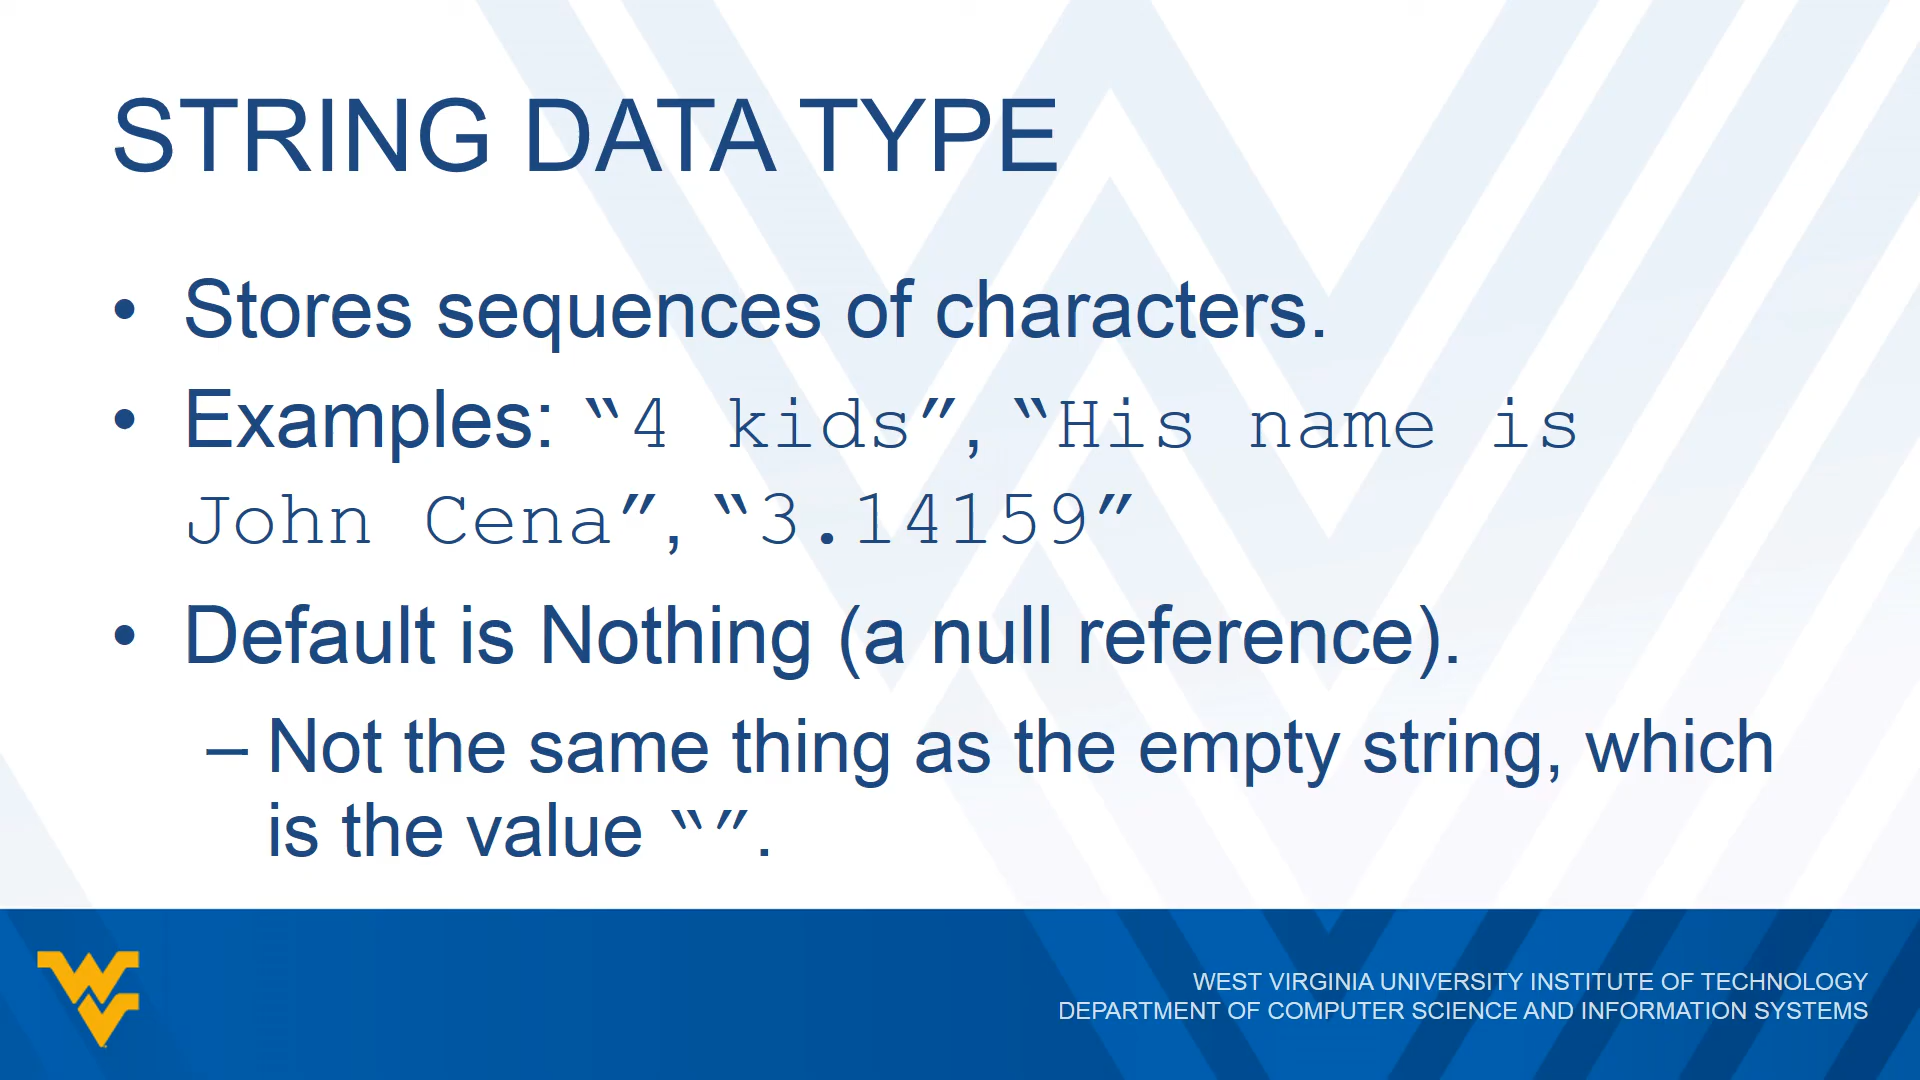 STRING DATA TYPE
• Stores sequences of characters.
• Examples: “4 kids”, “His name is
John Cena”, “3.14159”
• Default is Nothing (a null reference).
– Not the same thing as the empty string, which
is the value “”.
WV
WEST VIRGINIA UNIVERSITY INSTITUTE OF TECHNOLOGY
DEPARTMENT OF COMPUTER SCIENCE AND INFORMATION SYSTEMS